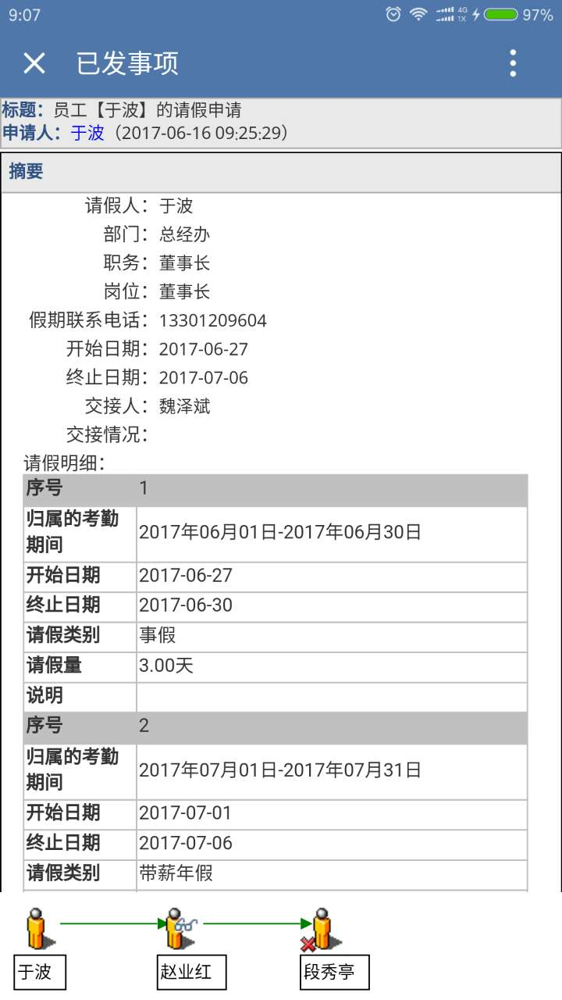 9:07 4G 1X 97%
已发事项
标题：员工【于波】的请假申请
申请人：于波（2017-06-16 09:25:29）
摘要
请假人：于波
部门：总经办
职务：董事长
岗位：董事长
假期联系电话：13301209604
开始日期：2017-06-27
终止日期：2017-07-06
交接人：魏泽斌
交接情况：
请假明细：
序号 1
归属的考勤
期间 2017年06月01日-2017年06月30日
开始日期 2017-06-27
终止日期 2017-06-30
请假类别 事假
请假量 3.00天
说明
序号 2
归属的考勤
期间 2017年07月01日-2017年07月31日
开始日期 2017-07-01
终止日期 2017-07-06
请假类别 带薪年假
于波 赵业红 段秀亭